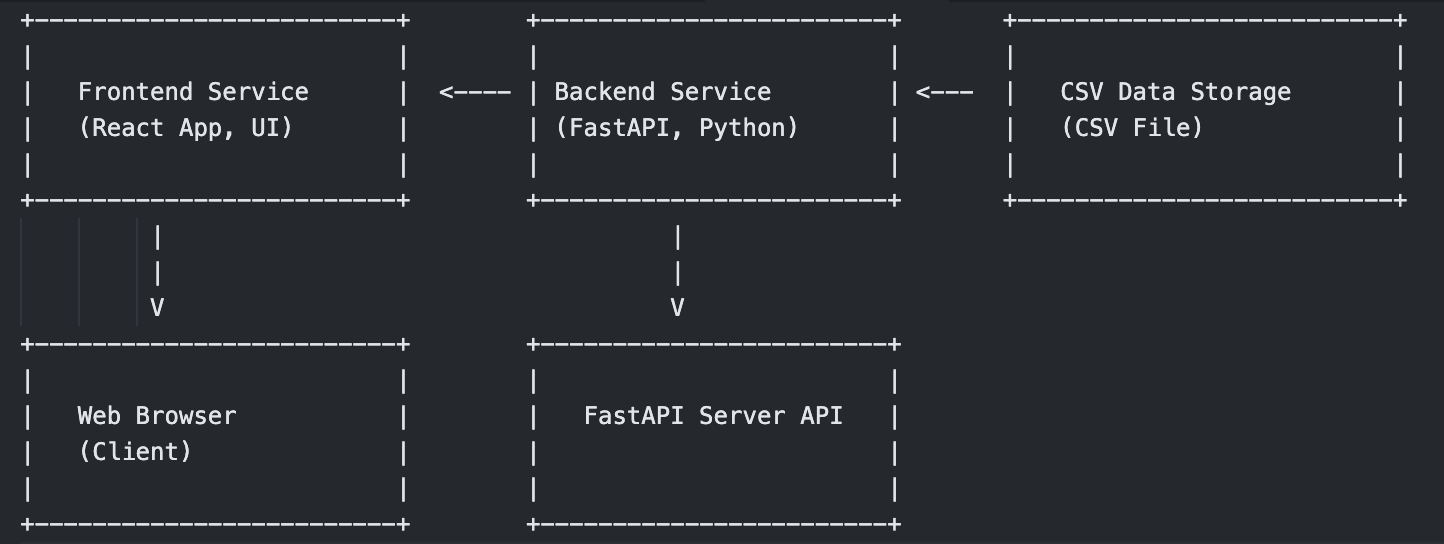 +-------------------------+        +------------------------+       +--------------------------+
|                         |        |                        |       |                          |
|   Frontend Service      |  <---- | Backend Service        | <---  |   CSV Data Storage       |
|   (React App, UI)       |        | (FastAPI, Python)      |       |   (CSV File)             |
|                         |        |                        |       |                          |
+-------------------------+        +------------------------+       +--------------------------+
         |                                   |
         |                                   |
         V                                   V
+-------------------------+        +------------------------+
|                         |        |                        |
|   Web Browser           |        |   FastAPI Server API   |
|   (Client)              |        |                        |
|                         |        |                        |
+-------------------------+        +------------------------+